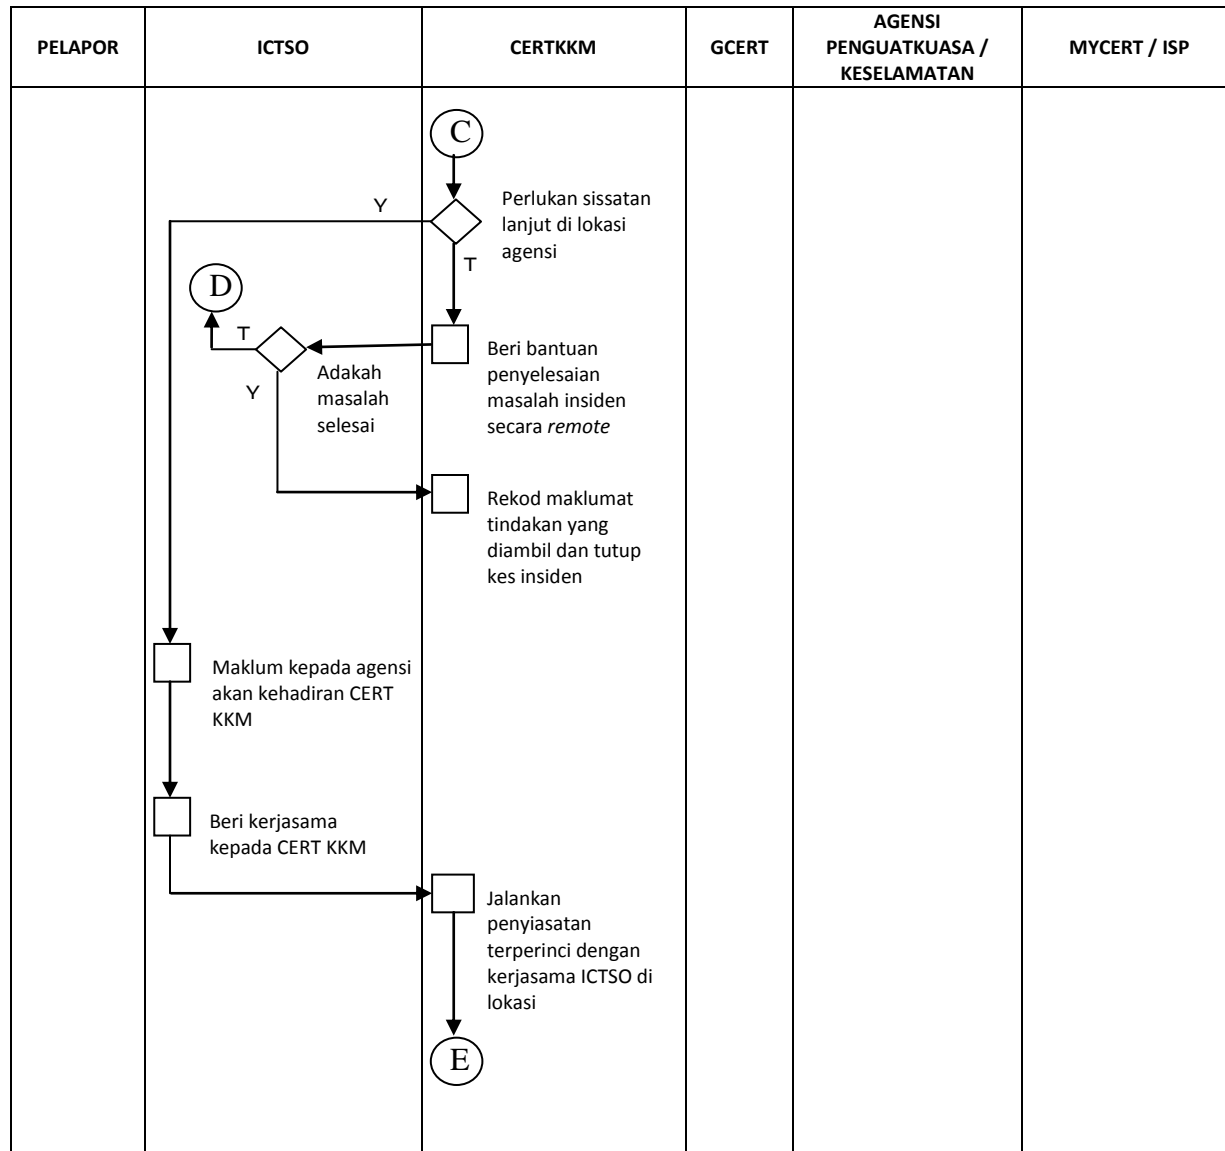 PELAPOR
ICTSO
CERTKKM
GCERT
AGENSI
PENGUATKUASA /
KESELAMATAN
MYCERT / ISP
C
Y
Perlukan sissatan
lanjut di lokasi
agensi
T
D
T
Y
Adakah
masalah
selesai
Beri bantuan
penyelesaian
masalah insiden
secara remote
Rekod maklumat
tindakan yang
diambil dan tutup
kes insiden
Maklum kepada agensi
akan kehadiran CERT
KKM
Beri kerjasama
kepada CERT KKM
Jalankan
penyiasatan
terperinci dengan
kerjasama ICTSO di
lokasi
E